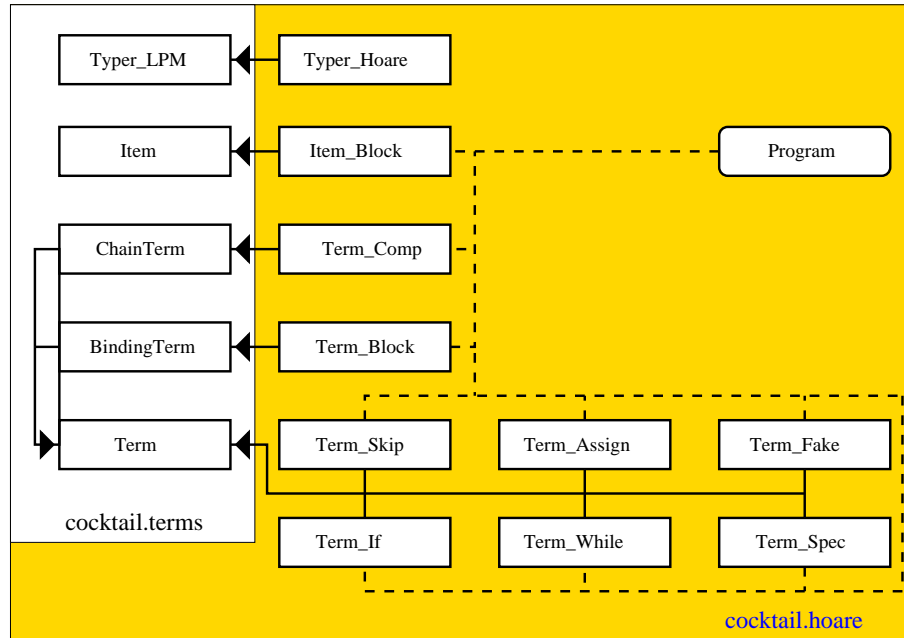 Typer_LPM
Typer_Hoare
Item
Item_Block
Program
ChainTerm
Term_Comp
BindingTerm
Term_Block
Term
Term_Skip
Term_Assign
Term_Fake
cocktail.terms
Term_If
Term_While
Term_Spec
cocktail.hoare